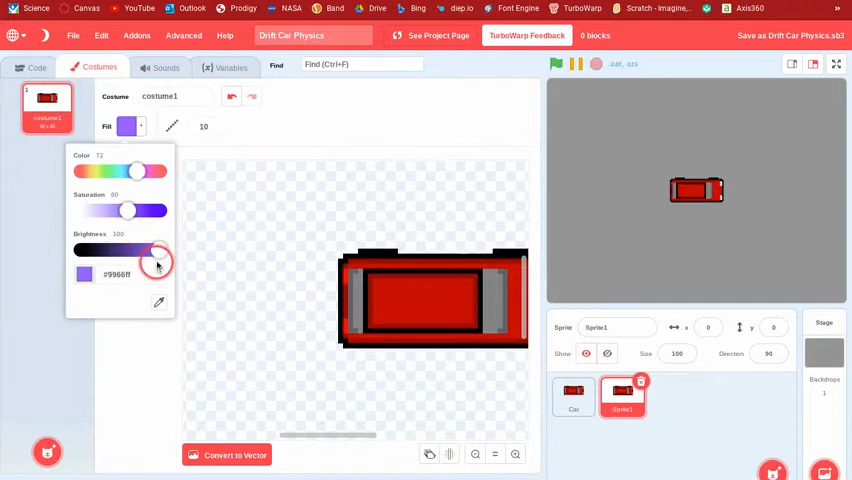 Science Canvas YouTube Outlook Prodigy NASA Band Drive Bing diep.io Font Engine TurboWarp Scratch - Imagine,... Axis360
File Edit Addons Advanced Drift Car Physics See Project Page TurboWarp Feedback 0 blocks Save as Drift Car Physics.sb3
Code Costumes Sounds Variables Find Find (Ctrl+F)
1
costume1
Costume costume1
Fill 10
Color 72
Saturation 60
Brightness 100
#9966ff
Convert to Vector
Sprite Sprite1 x 0 y 0
Show Size 100 Direction 90
Car Sprite1
Stage
Backdrops
1